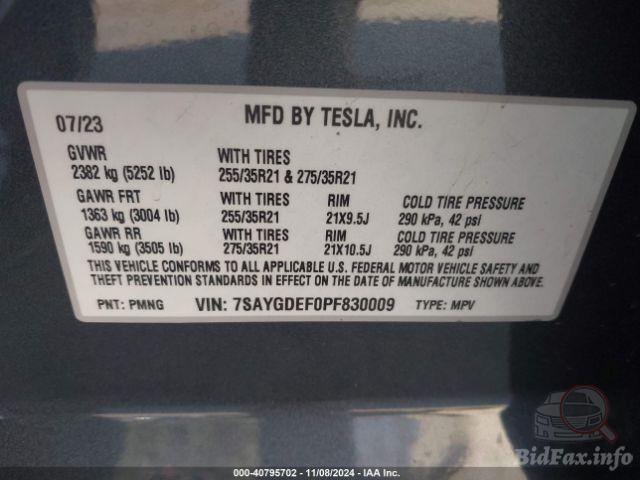 07/23 MFD BY TESLA, INC.
GVWR WITH TIRES
2382 kg (5252 lb) 255/35R21 & 275/35R21
GAWR FRT WITH TIRES RIM COLD TIRE PRESSURE
1363 kg (3004 lb) 255/35R21 21X9.5J 290 kPa, 42 psi
GAWR RR WITH TIRES RIM COLD TIRE PRESSURE
1590 kg (3505 lb) 275/35R21 21X10.5J 290 kPa, 42 psi
THIS VEHICLE CONFORMS TO ALL APPLICABLE U.S. FEDERAL MOTOR VEHICLE SAFETY AND
THEFT PREVENTION STANDARDS IN EFFECT ON THE DATE OF MANUFACTURE SHOWN ABOVE.
PNT: PMNG VIN: 7SAYGDEF0PF830009 TYPE: MPV
BidFax.info
000-40795702 - 11/08/2024 - IAA Inc.